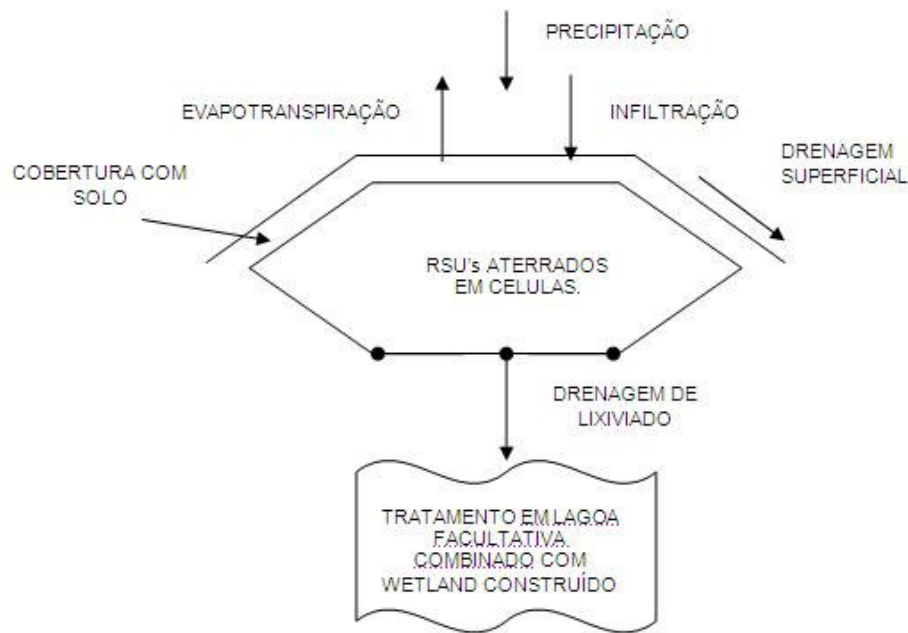 PRECIPITAÇÃO
EVAPOTRANSPIRAÇÃO
INFILTRAÇÃO
DRENAGEM
SUPERFICIAL
COBERTURA COM
SOLO
RSU's ATERRADOS
EM CELULAS.
DRENAGEM DE
LIXIVIADO
TRATAMENTO EM LAGOA
FACULTATIVA
COMBINADO COM
WETLAND CONSTRUÍDO